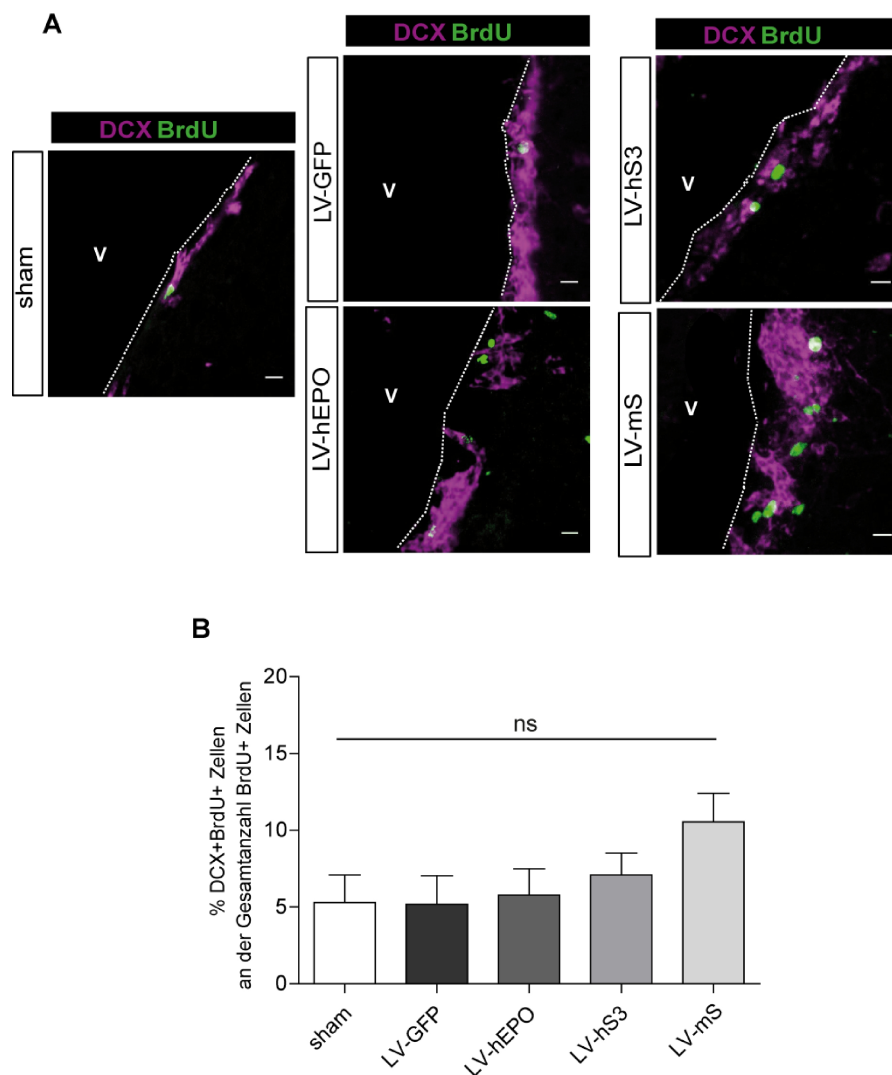 A
DCX BrdU
sham
V
DCX BrdU
LV-GFP
V
LV-hEPO
V
DCX BrdU
LV-hS3
V
LV-mS
V
B
% DCX+BrdU+ Zellen
an der Gesamtanzahl BrdU+ Zellen
20
15
10
5
0
ns
sham
LV-GFP
LV-hEPO
LV-hS3
LV-mS